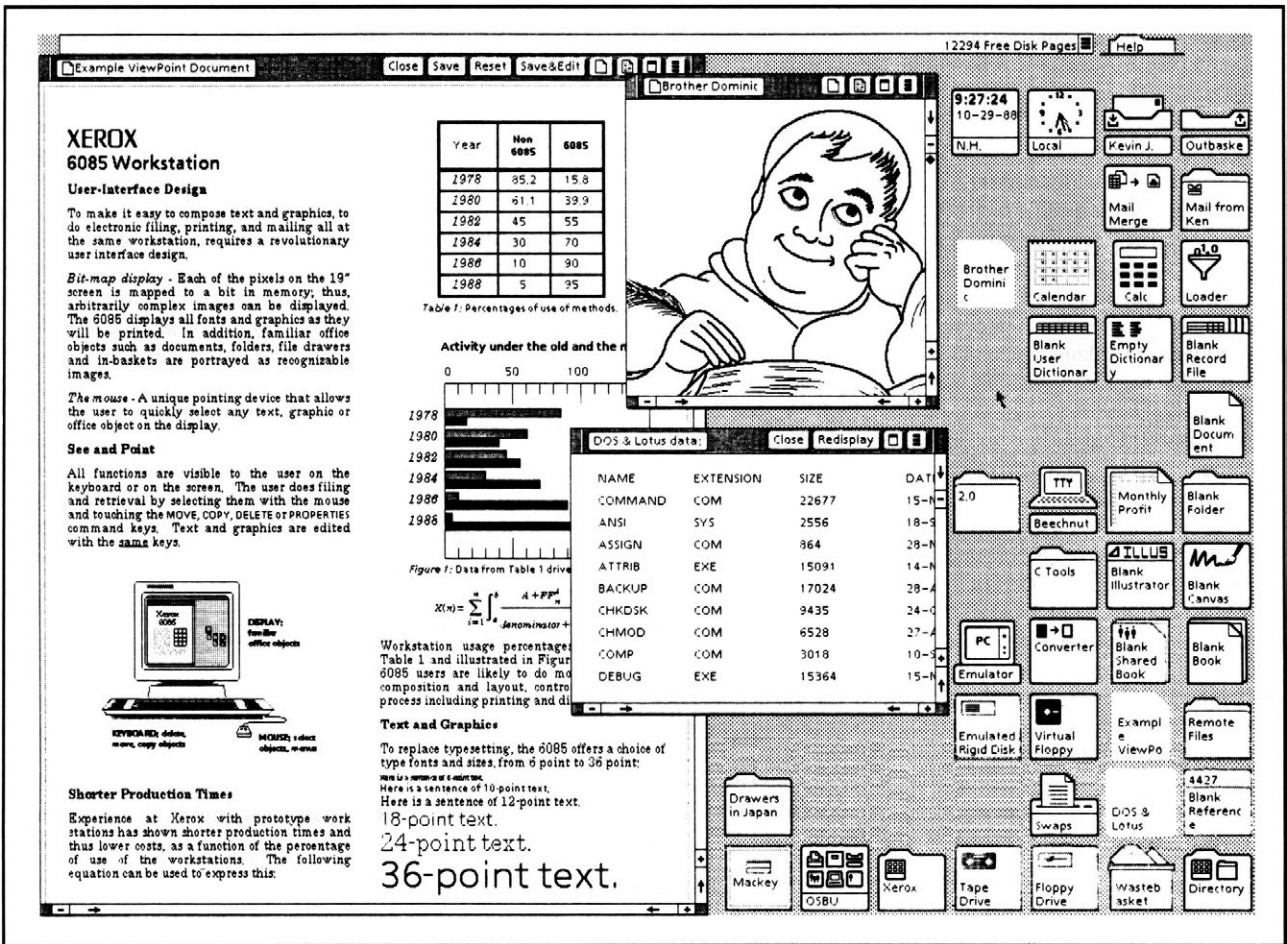 12294 Free Disk Pages
Help
Example ViewPoint Document
Close
Save
Reset
Save&Edit
XEROX
6085 Workstation
User-Interface Design
To make it easy to compose text and graphics, to
do electronic filing, printing, and mailing all at
the same workstation, requires a revolutionary
user interface design.
Bit-map display - Each of the pixels on the 19"
screen is mapped to a bit in memory; thus,
arbitrarily complex images can be displayed.
The 6085 displays all fonts and graphics as they
will be printed. In addition, familiar office
objects such as documents, folders, file drawers
and in-baskets are portrayed as recognizable
images.
The mouse - A unique pointing device that allows
the user to quickly select any text, graphic or
office object on the display.
See and Point
All functions are visible to the user on the
keyboard or on the screen. The user does filing
and retrieval by selecting them with the mouse
and touching the MOVE, COPY, DELETE or PROPERTIES
command keys. Text and graphics are edited
with the same keys.
Xerox
6085
DISPLAY:
familiar
office objects
KEYBOARD: delete,
move, copy objects
MOUSE: select
objects, menus
Shorter Production Times
Experience at Xerox with prototype work
stations has shown shorter production times and
thus lower costs, as a function of the percentage
of use of the workstations. The following
equation can be used to express this:
Year Non 6085 6085
1978 85.2 15.8
1980 61.1 39.9
1982 45 55
1984 30 70
1986 10 90
1988 5 95
Table 1: Percentages of use of methods.
Activity under the old and the n
0 50 100
1978
1980
1982
1984
1986
1988
Figure 1: Data from Table 1 drive
Workstation usage percentages
Table 1 and illustrated in Figur
6085 users are likely to do mo
composition and layout, contro
process including printing and di
Text and Graphics
To replace typesetting, the 6085 offers a choice of
type fonts and sizes, from 6 point to 36 point:
Here is a sentence of 6-point text.
Here is a sentence of 10-point text.
Here is a sentence of 12-point text.
18-point text.
24-point text.
36-point text.
Brother Dominic
DOS & Lotus data:
Close
Redisplay
NAME EXTENSION SIZE DAT
COMMAND COM 22677 15-N
ANSI SYS 2556 18-S
ASSIGN COM 864 28-N
ATTRIB EXE 15091 14-N
BACKUP COM 17024 28-A
CHKDSK COM 9435 24-O
CHMOD COM 6528 27-A
COMP COM 3018 10-S
DEBUG EXE 15364 15-N
9:27:24
10-29-88
N.H.
12
3
6
9
Local
Kevin J.
Outbaske
Mail
Merge
Mail from
Ken
Brother
Domini
c
Calendar
Calc
Loader
Blank
User
Dictionar
Empty
Dictionar
y
Blank
Record
File
Blank
Docum
ent
2.0
TTY
Beechnut
Monthly
Profit
Blank
Folder
C Tools
ILLUS
Blank
Illustrator
Blank
Canvas
PC
Emulator
Converter
Blank
Shared
Book
Blank
Book
Emulated
Rigid Disk
Virtual
Floppy
Exampl
e
ViewPo
Remote
Files
Drawers
in Japan
Swaps
DOS &
Lotus
4427
Blank
Referenc
e
Mackey
OSBU
Xerox
Tape
Drive
Floppy
Drive
Wasteb
asket
Directory